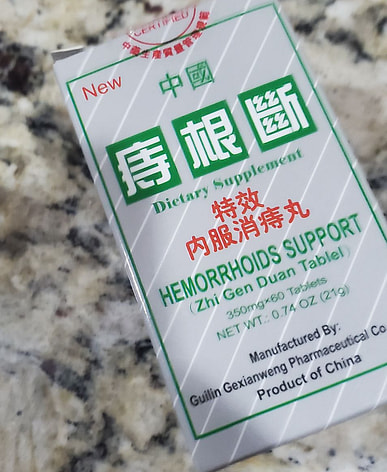 CERTIFIED
New
中國
痔根斷
Dietary Supplement
特效
內服消痔丸
HEMORRHOIDS SUPPORT
(Zhi Gen Duan Tablel)
350mg×60 Tablets
NET WT.: 0.74 OZ (21g)
Manufactured By:
Guilin Gexianweng Pharmaceutical Co.
Product of China